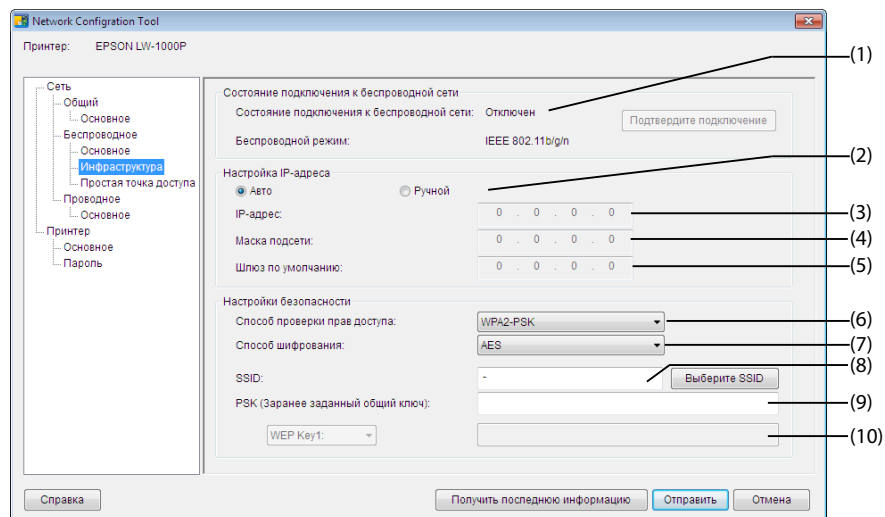 Network Configration Tool
Принтер: EPSON LW-1000P
(1)
Сеть
Общий
Основное
Беспроводное
Основное
Инфраструктура
Простая точка доступа
Проводное
Основное
Принтер
Основное
Пароль
Состояние подключения к беспроводной сети
Состояние подключения к беспроводной сети: Отключен
Подтвердите подключение
Беспроводной режим: IEEE 802.11b/g/n
(2)
Настройка IP-адреса
Авто Ручной
IP-адрес: 0 . 0 . 0 . 0 (3)
Маска подсети: 0 . 0 . 0 . 0 (4)
Шлюз по умолчанию: 0 . 0 . 0 . 0 (5)
Настройки безопасности
Способ проверки прав доступа: WPA2-PSK (6)
Способ шифрования: AES (7)
(8)
SSID: - Выберите SSID
PSK (Заранее заданный общий ключ): (9)
WEP Key1: (10)
Справка Получить последнюю информацию Отправить Отмена